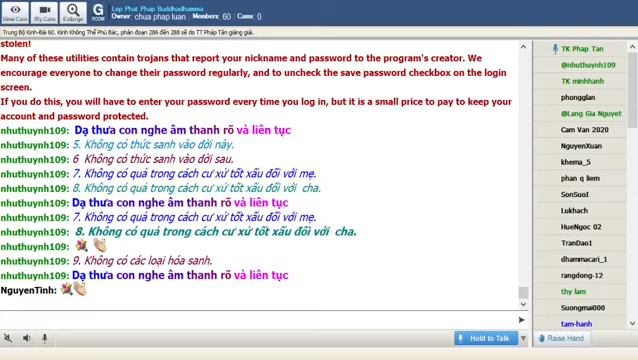 View Cam
My Cam
Enlarge
G
ROOM
Lep Phat Phap Buddhadhamma
Owner: chua phap luan Members: 60 Cams: 0
Trung Bộ Kinh-Bài 60. Kinh Không Thể Phủ Bác, phân đoạn 286 đến 288 sẽ do TT Pháp Tân giảng giải.
stolen!
Many of these utilities contain trojans that report your nickname and password to the program's creator. We
encourage everyone to change their password regularly, and to uncheck the save password checkbox on the login
screen.
If you do this, you will have to enter your password every time you log in, but it is a small price to pay to keep your
account and password protected.
nhuthuynh109: Dạ thưa con nghe âm thanh rõ và liên tục
nhuthuynh109: 5. Không có thức sanh vào đời này.
nhuthuynh109: 6 Không có thức sanh vào đời sau.
nhuthuynh109: 7. Không có quả trong cách cư xử tốt xấu đối với mẹ.
nhuthuynh109: 8. Không có quả trong cách cư xử tốt xấu đối với cha.
nhuthuynh109: Dạ thưa con nghe âm thanh rõ và liên tục
nhuthuynh109: 7. Không có quả trong cách cư xử tốt xấu đối với mẹ.
nhuthuynh109: 8. Không có quả trong cách cư xử tốt xấu đối với cha.
nhuthuynh109:
nhuthuynh109: 9. Không có các loại hóa sanh.
nhuthuynh109: Dạ thưa con nghe âm thanh rõ và liên tục
NguyenTinh:
Hold to Talk
TK Phap Tan
@nhuthuynh109
TK minhhanh
phongglan
@Lang Gia Nguyet
Cam Van 2020
NguyenXuan
khema_5
phan q liem
SonSuoI
Lukhach
HueNgoc 02
TranDao1
dhammacari_1
rangdong-12
thy lam
Suongmai000
tam-hanh
Raise Hand